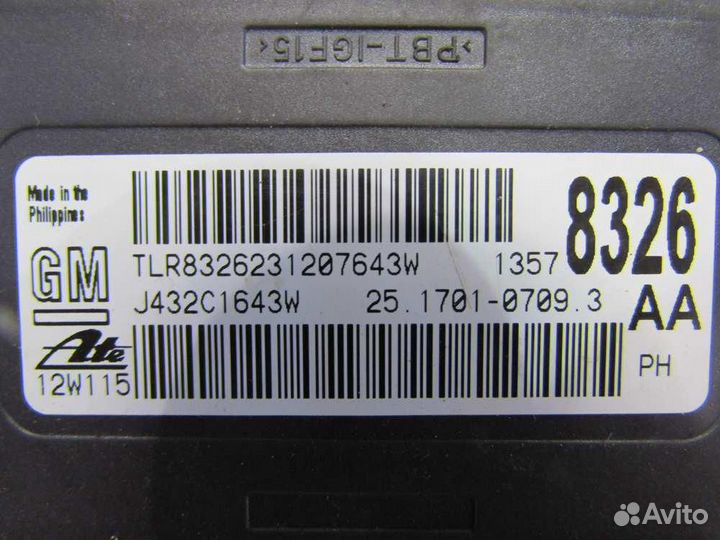 >PBT-IGF15<
Made in the
Philippines
8326
GM
TLR8326231207643W 1357
J432C1643W 25.1701-0709.3 AA
Ate
12W115 PH
Avito